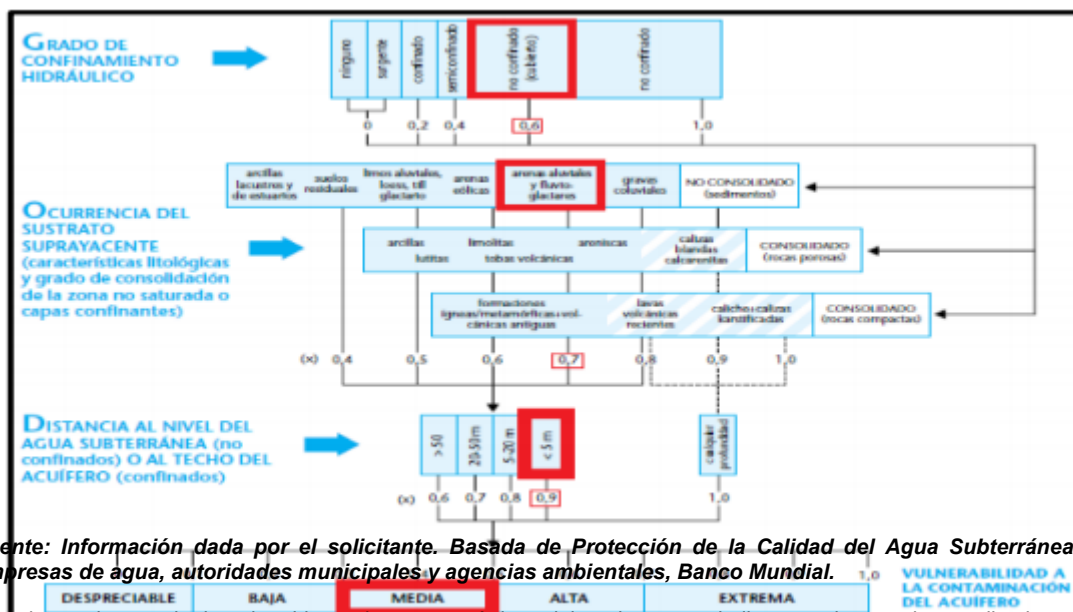 GRADO DE
CONFINAMIENTO
HIDRÁULICO
ninguno
surgente
confinado
semiconfinado
no confinado
(cubierto)
no confinado
0 0,2 0,4 0,6 1,0
OCURRENCIA DEL
SUSTRATO
SUPRAYACENTE
(características litológicas
y grado de consolidación
de la zona no saturada o
capas confinantes)
arcillas
lacustres y
de estuarios
suelos
residuales
limos aluviales,
loess, till
glaciario
arenas
eólicas
arenas aluviales
y fluvio-
glaciares
gravas
coluviales
NO CONSOLIDADO
(sedimentos)
arcillas
lutitas
limolitas
tobas volcánicas
areniscas
calizas
blandas
calcarenitas
CONSOLIDADO
(rocas porosas)
formaciones
ígneas/metamórficas+vol-
cánicas antiguas
lavas
volcánicas
recientes
calicho+calizas
karstificadas
CONSOLIDADO
(rocas compactas)
(x) 0,4 0,5 0,6 0,7 0,8 0,9 1,0
DISTANCIA AL NIVEL DEL
AGUA SUBTERRÁNEA (no
confinados) O AL TECHO DEL
ACUÍFERO (confinados)
> 50
20-50 m
5-20 m
< 5 m
cualquier
profundidad
(x) 0,6 0,7 0,8 0,9 1,0
ente: Información dada por el solicitante. Basada de Protección de la Calidad del Agua Subterránea
mpresas de agua, autoridades municipales y agencias ambientales, Banco Mundial.
1,0
VULNERABILIDAD A
LA CONTAMINACIÓN
DEL ACUÍFERO
DESPRECIABLE BAJA MEDIA ALTA EXTREMA